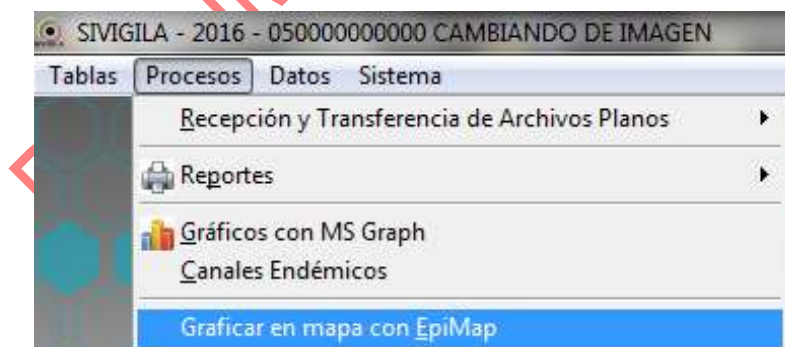 SIVIGILA - 2016 - 050000000000 CAMBIANDO DE IMAGEN
Tablas Procesos Datos Sistema
Recepción y Transferencia de Archivos Planos
Reportes
Gráficos con MS Graph
Canales Endémicos
Graficar en mapa con EpiMap